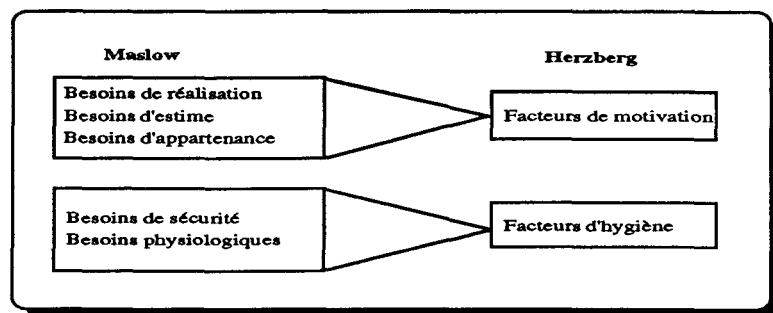 Maslow
Herzberg
Besoins de réalisation
Besoins d'estime
Besoins d'appartenance
Facteurs de motivation
Besoins de sécurité
Besoins physiologiques
Facteurs d'hygiène